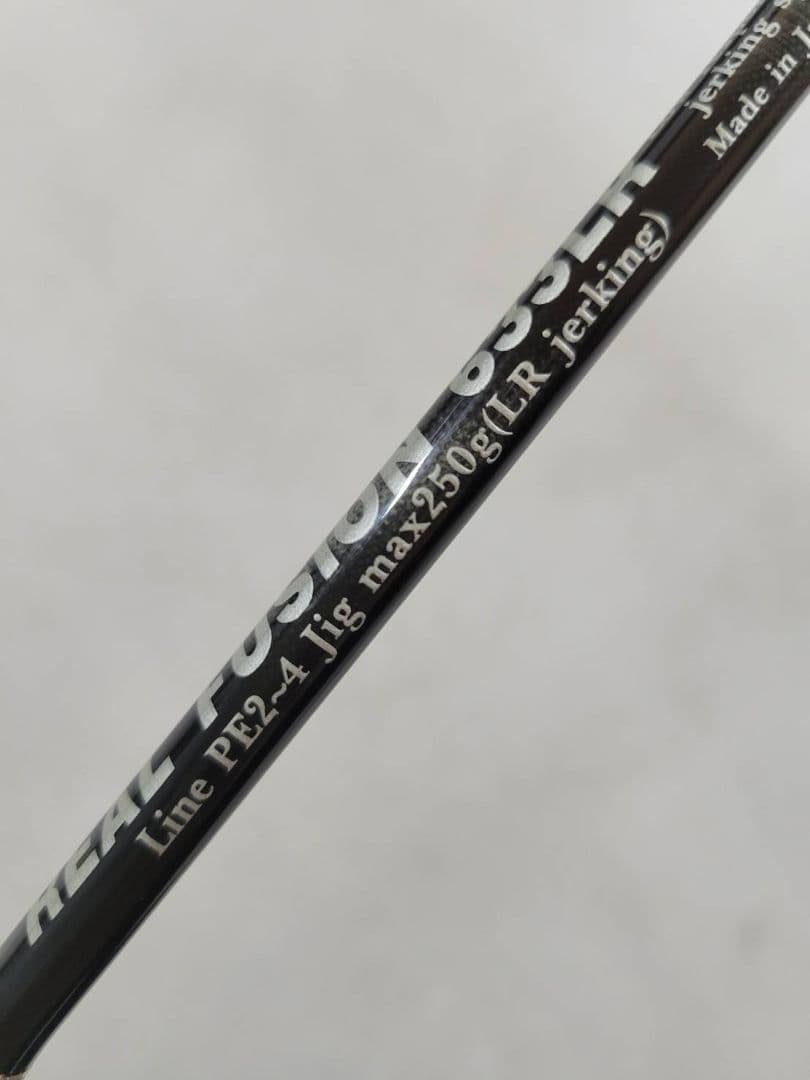 REAL FUSION 633LR
Line PE2~4 Jig max250g(LR jerking)
jerking
Made in